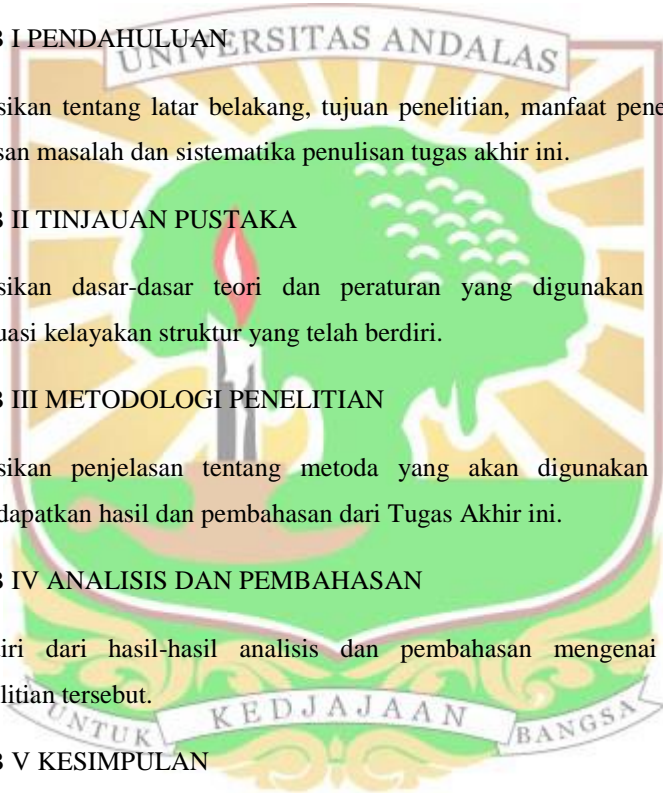 B I PENDAHULUAN
UNIVERSITAS ANDALAS
sikan tentang latar belakang, tujuan penelitian, manfaat pene
san masalah dan sistematika penulisan tugas akhir ini.
B II TINJAUAN PUSTAKA
sikan dasar-dasar teori dan peraturan yang digunakan
uasi kelayakan struktur yang telah berdiri.
B III METODOLOGI PENELITIAN
sikan penjelasan tentang metoda yang akan digunakan
dapatkan hasil dan pembahasan dari Tugas Akhir ini.
B IV ANALISIS DAN PEMBAHASAN
iri dari hasil-hasil analisis dan pembahasan mengenai
litian tersebut.
UNTUK KEDJAJAAN BANGSA
B V KESIMPULAN